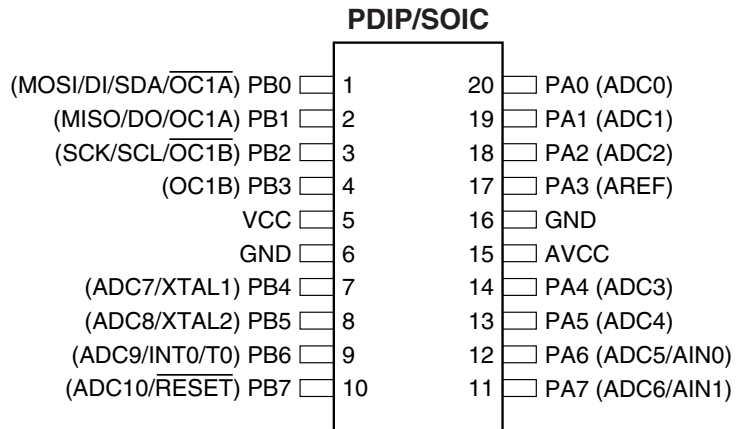 PDIP/SOIC
(MOSI/DI/SDA/O̅C̅1̅A̅) PB0 1 20 PA0 (ADC0)
(MISO/DO/OC1A) PB1 2 19 PA1 (ADC1)
(SCK/SCL/O̅C̅1̅B̅) PB2 3 18 PA2 (ADC2)
(OC1B) PB3 4 17 PA3 (AREF)
VCC 5 16 GND
GND 6 15 AVCC
(ADC7/XTAL1) PB4 7 14 PA4 (ADC3)
(ADC8/XTAL2) PB5 8 13 PA5 (ADC4)
(ADC9/INT0/T0) PB6 9 12 PA6 (ADC5/AIN0)
(ADC10/R̅E̅S̅E̅T̅) PB7 10 11 PA7 (ADC6/AIN1)